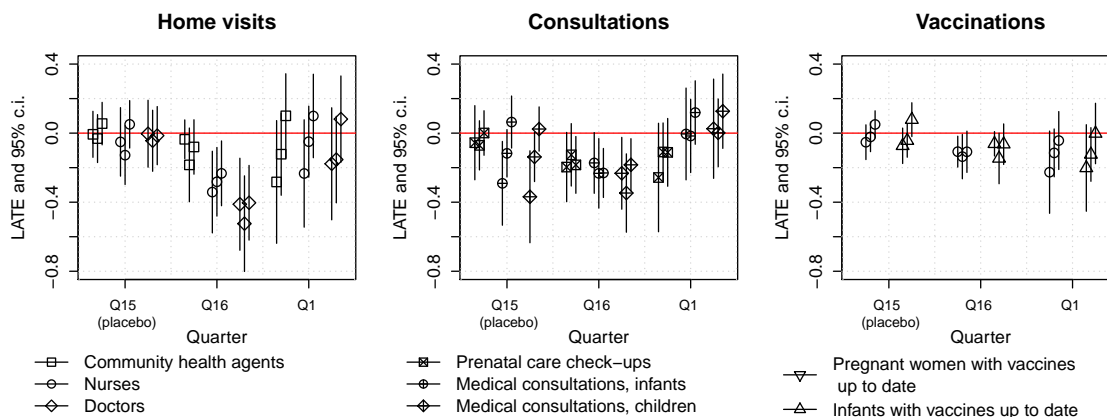 Home visits
LATE and 95% c.i.
0.4
0.0
−0.4
−0.8
Q15
(placebo)
Q16
Q1
Quarter
Community health agents
Nurses
Doctors
Consultations
LATE and 95% c.i.
0.4
0.0
−0.4
−0.8
Q15
(placebo)
Q16
Q1
Quarter
Prenatal care check−ups
Medical consultations, infants
Medical consultations, children
Vaccinations
LATE and 95% c.i.
0.4
0.0
−0.4
−0.8
Q15
(placebo)
Q16
Q1
Quarter
Pregnant women with vaccines
up to date
Infants with vaccines up to date